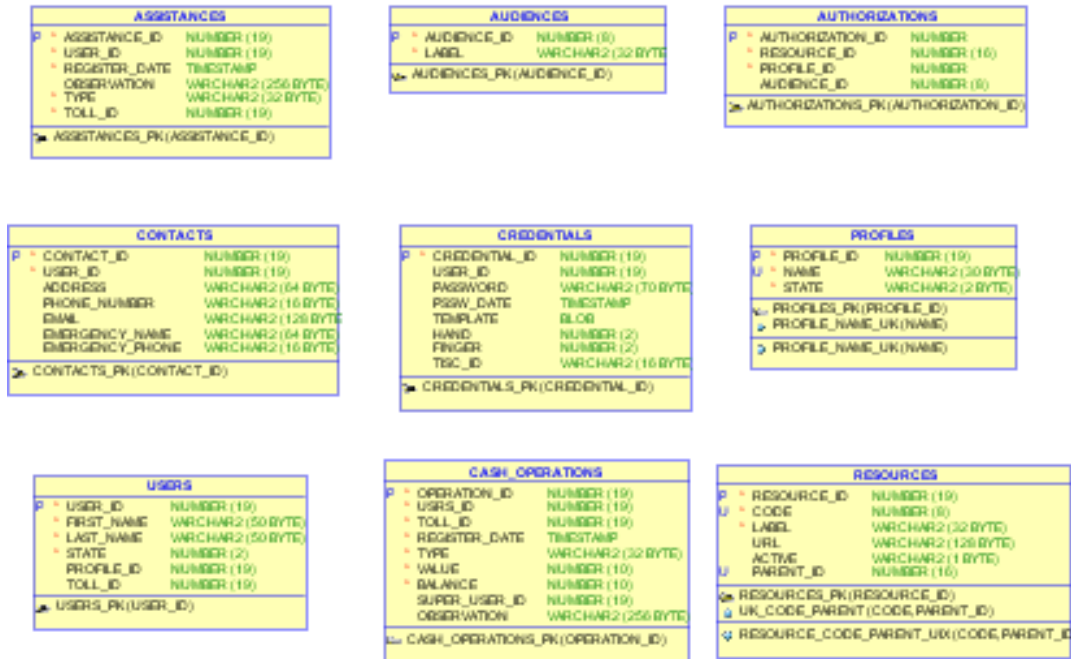 ASSISTANCES
P * ASSISTANCE_ID NUMBER (19)
* USER_ID NUMBER (19)
* REGISTER_DATE TIMESTAMP
OBSERVATION VARCHAR2 (256 BYTE)
* TYPE VARCHAR2 (32 BYTE)
* TOLL_ID NUMBER (19)
ASSISTANCES_PK (ASSISTANCE_ID)
AUDIENCES
P * AUDIENCE_ID NUMBER (8)
* LABEL VARCHAR2 (32 BYTE
AUDIENCES_PK (AUDIENCE_ID)
AUTHORIZATIONS
P * AUTHORIZATION_ID NUMBER
* RESOURCE_ID NUMBER (16)
* PROFILE_ID NUMBER
AUDIENCE_ID NUMBER (8)
AUTHORIZATIONS_PK (AUTHORIZATION_ID)
CONTACTS
P * CONTACT_ID NUMBER (19)
* USER_ID NUMBER (19)
ADDRESS VARCHAR2 (64 BYTE)
PHONE_NUMBER VARCHAR2 (16 BYTE)
EMAIL VARCHAR2 (128 BYTE
EMERGENCY_NAME VARCHAR2 (64 BYTE)
EMERGENCY_PHONE VARCHAR2 (16 BYTE)
CONTACTS_PK (CONTACT_ID)
CREDENTIALS
P * CREDENTIAL_ID NUMBER (19)
USER_ID NUMBER (19)
PASSWORD VARCHAR2 (70 BYTE
PSSW_DATE TIMESTAMP
TEMPLATE BLOB
HAND NUMBER (2)
FINGER NUMBER (2)
TISC_ID VARCHAR2 (16 BYTE
CREDENTIALS_PK (CREDENTIAL_ID)
PROFILES
P * PROFILE_ID NUMBER (19)
U * NAME VARCHAR2 (30 BYTE
* STATE VARCHAR2 (2 BYTE)
PROFILES_PK (PROFILE_ID)
PROFILE_NAME_UK (NAME)
PROFILE_NAME_UK (NAME)
USERS
P * USER_ID NUMBER (19)
* FIRST_NAME VARCHAR2 (50 BYTE)
* LAST_NAME VARCHAR2 (50 BYTE)
* STATE NUMBER (2)
PROFILE_ID NUMBER (19)
TOLL_ID NUMBER (19)
USERS_PK (USER_ID)
CASH_OPERATIONS
P * OPERATION_ID NUMBER (19)
* USRS_ID NUMBER (19)
* TOLL_ID NUMBER (19)
* REGISTER_DATE TIMESTAMP
* TYPE VARCHAR2 (32 BYTE)
* VALUE NUMBER (10)
* BALANCE NUMBER (10)
SUPER_USER_ID NUMBER (19)
OBSERVATION VARCHAR2 (256 BYTE
CASH_OPERATIONS_PK (OPERATION_ID)
RESOURCES
P * RESOURCE_ID NUMBER (19)
U * CODE NUMBER (8)
* LABEL VARCHAR2 (32 BYTE)
URL VARCHAR2 (128 BYTE)
ACTIVE VARCHAR2 (1 BYTE)
U PARENT_ID NUMBER (16)
RESOURCES_PK (RESOURCE_ID)
UK_CODE_PARENT (CODE, PARENT_ID)
RESOURCE_CODE_PARENT_UIX (CODE, PARENT_ID